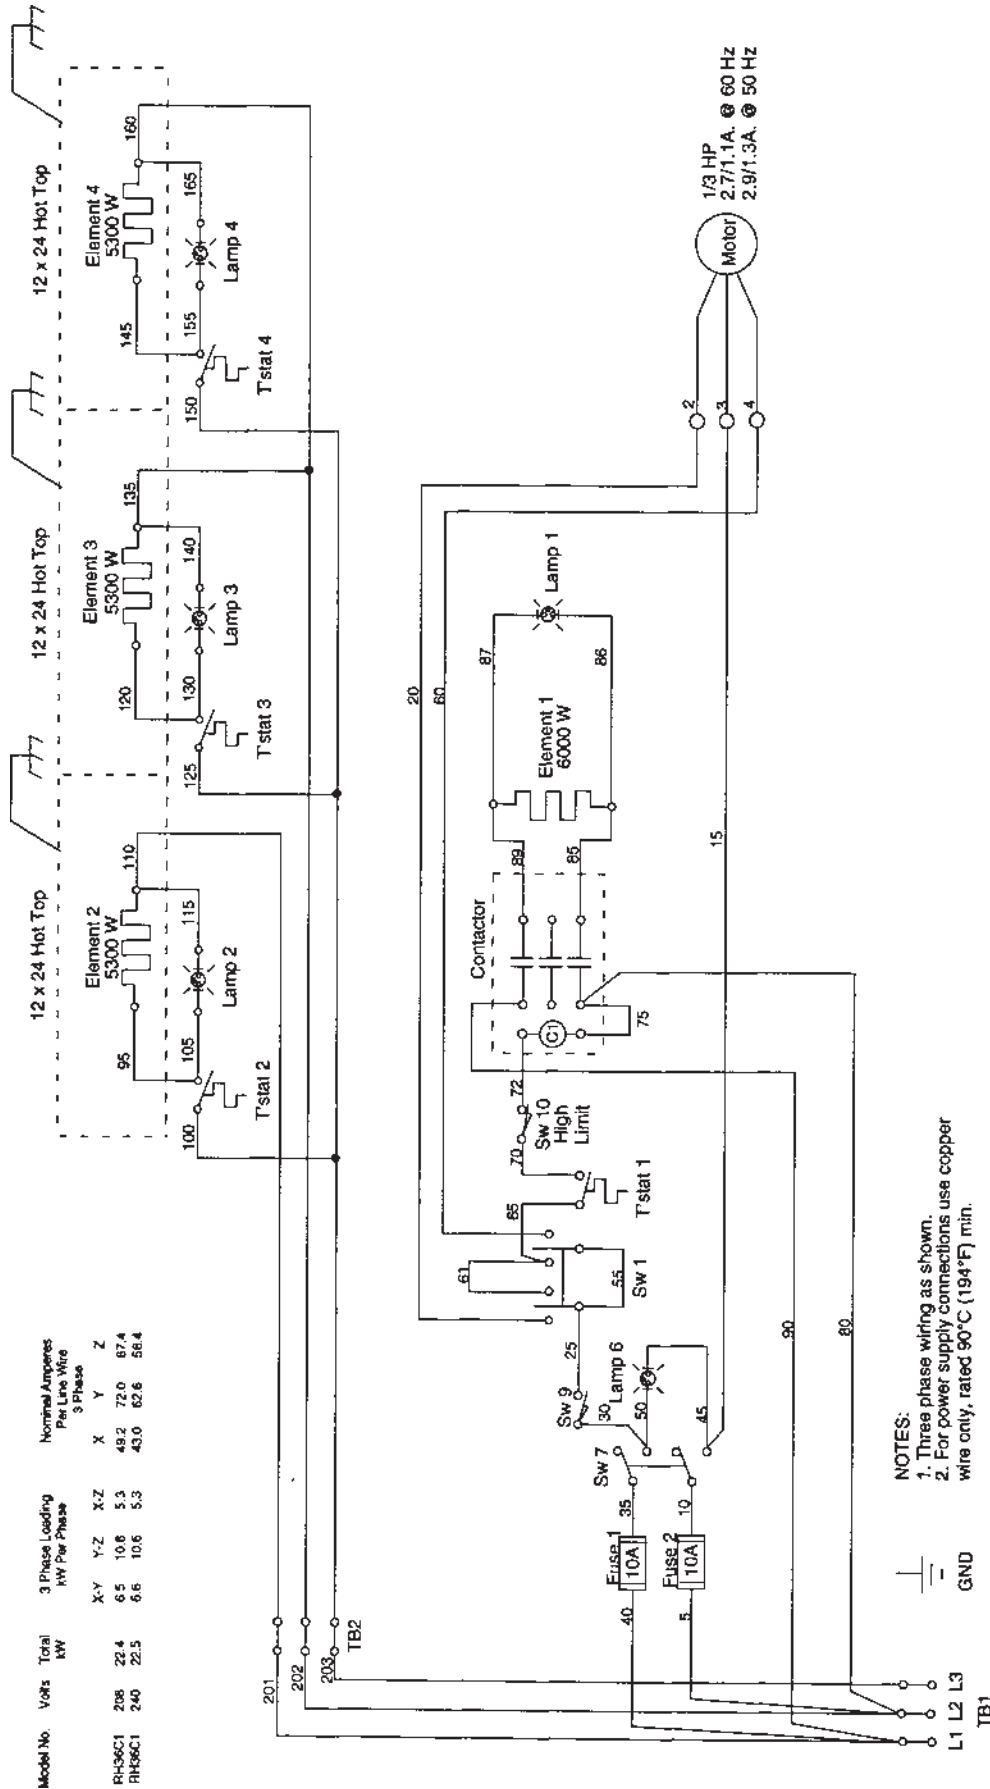 Model No.
Volts
Total
kW
3 Phase Loading
kW Per Phase
Nominal Amperes
Per Line Wire
3 Phase
X-Y
Y-Z
X-Z
X
Y
Z
RH36C1 208 22.4 6.5 10.6 5.3 49.2 72.0 67.4
RH36C1 240 22.5 6.6 10.6 5.3 43.0 62.6 58.4
12 x 24 Hot Top
12 x 24 Hot Top
12 x 24 Hot Top
Element 2
5300 W
95
110
115
105
100
Lamp 2
T'stat 2
Element 3
5300 W
120
135
140
130
125
Lamp 3
T'stat 3
Element 4
5300 W
145
160
165
155
150
Lamp 4
T'stat 4
201
202
203
TB2
20
60
Contactor
C1
75
89
85
87
86
Element 1
6000 W
Lamp 1
2
3
4
Motor
1/3 HP
2.7/1.1A. @ 60 Hz
2.9/1.3A. @ 50 Hz
15
72
Sw 10
High
Limit
70
65
T'stat 1
61
55
Sw 1
25
Sw 9
30
Lamp 6
50
45
Sw 7
35
10
Fuse 1
10A
Fuse 2
10A
40
5
90
80
L1 L2 L3
TB1
GND
NOTES:
1. Three phase wiring as shown.
2. For power supply connections use copper
wire only, rated 90°C (194°F) min.